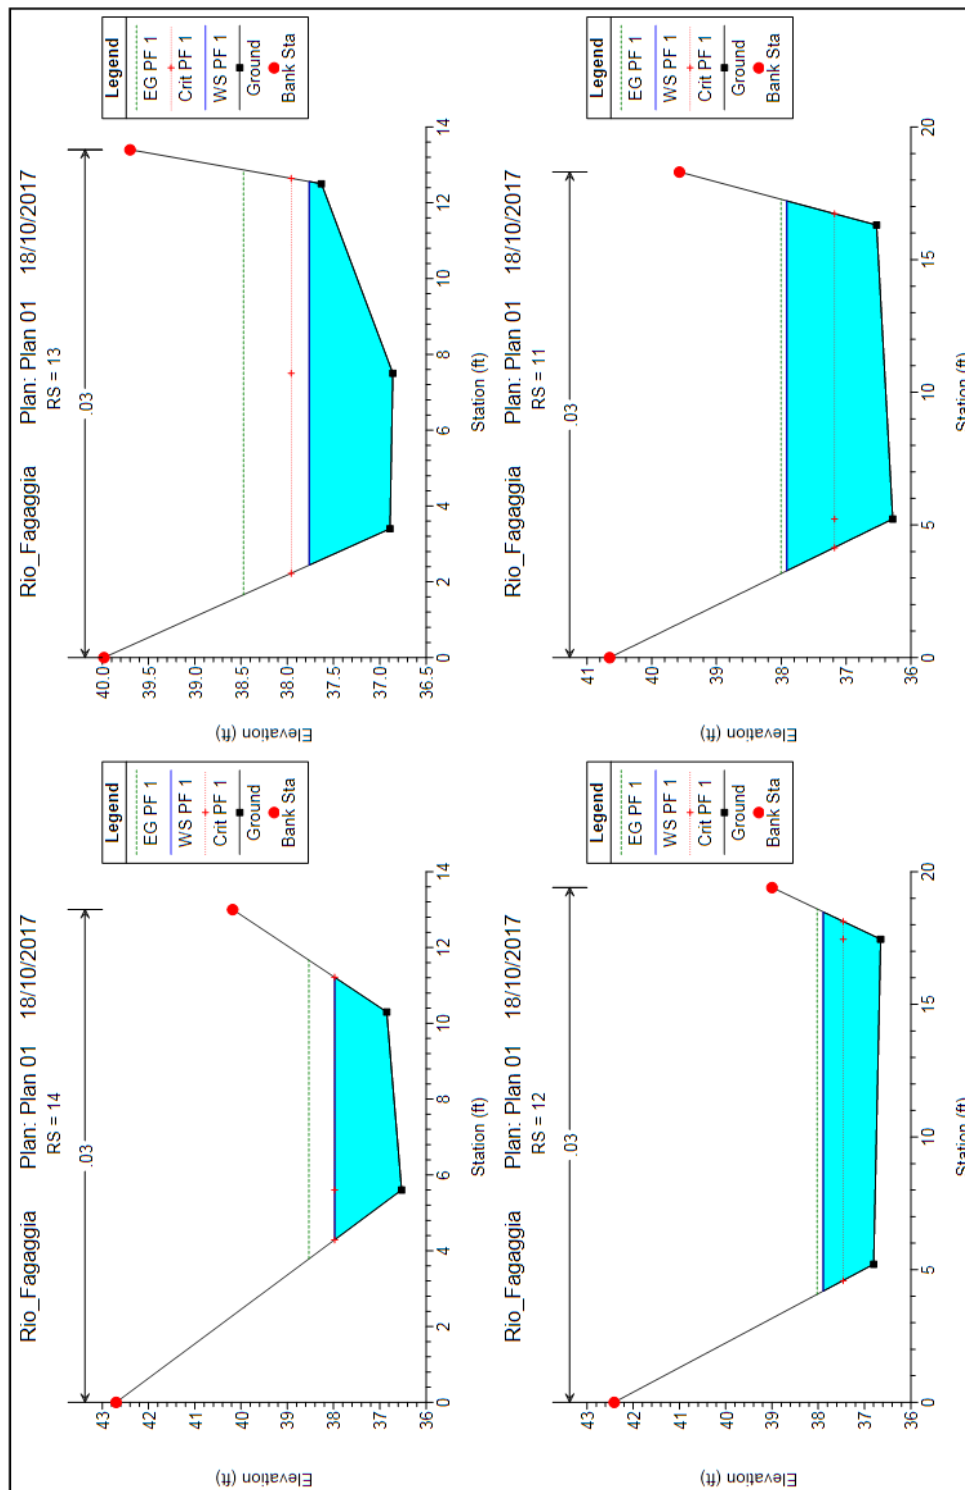 Rio_Fagaggia Plan: Plan 01 18/10/2017
RS = 14
.03
Elevation (ft)
43
42
41
40
39
38
37
36
0
2
4
6
8
10
12
14
Station (ft)
Legend
EG PF 1
WS PF 1
Crit PF 1
Ground
Bank Sta
Rio_Fagaggia Plan: Plan 01 18/10/2017
RS = 13
.03
Elevation (ft)
40.0
39.5
39.0
38.5
38.0
37.5
37.0
36.5
0
2
4
6
8
10
12
14
Station (ft)
Legend
EG PF 1
Crit PF 1
WS PF 1
Ground
Bank Sta
Rio_Fagaggia Plan: Plan 01 18/10/2017
RS = 12
.03
Elevation (ft)
43
42
41
40
39
38
37
36
0
5
10
15
20
Station (ft)
Legend
EG PF 1
WS PF 1
Crit PF 1
Ground
Bank Sta
Rio_Fagaggia Plan: Plan 01 18/10/2017
RS = 11
.03
Elevation (ft)
41
40
39
38
37
36
0
5
10
15
20
Station (ft)
Legend
EG PF 1
WS PF 1
Crit PF 1
Ground
Bank Sta